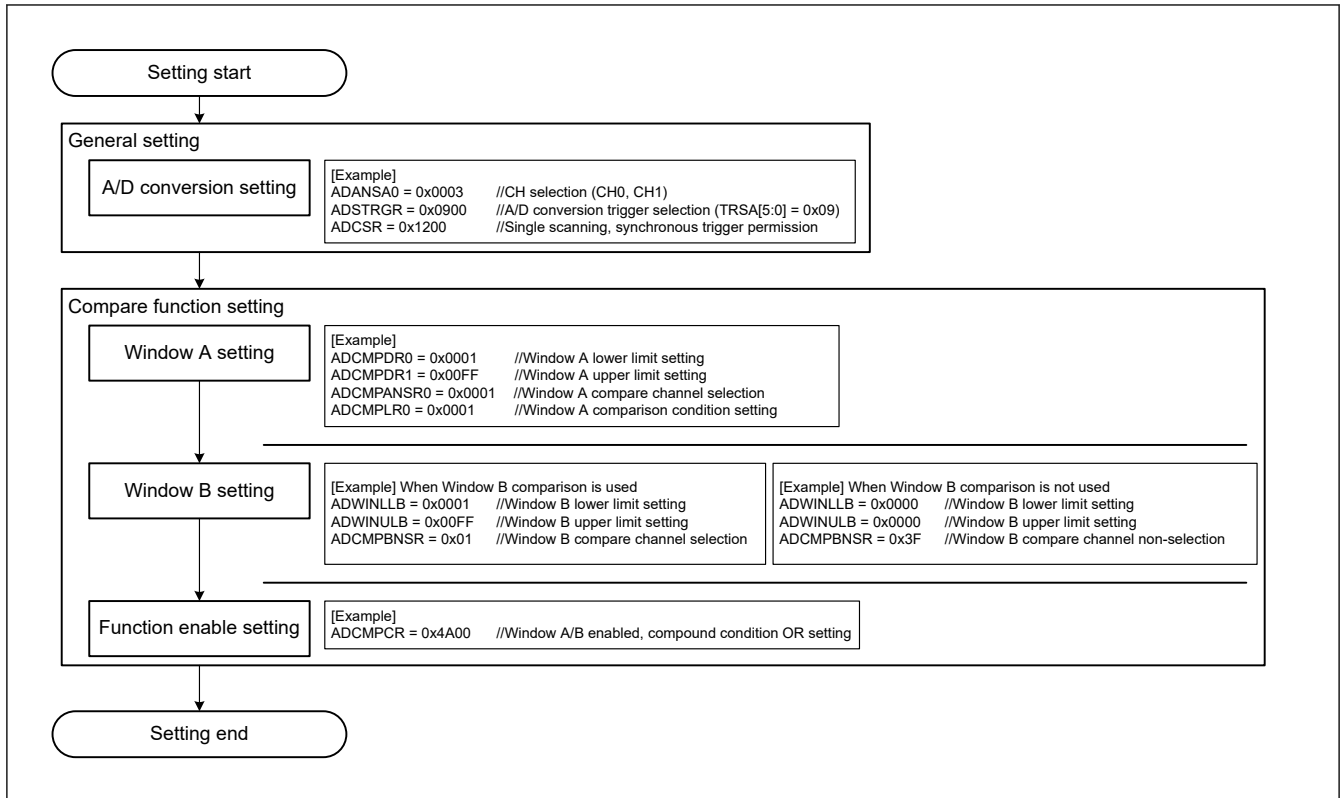 Setting start
General setting
A/D conversion setting
[Example]
ADANSA0 = 0x0003 //CH selection (CH0, CH1)
ADSTRGR = 0x0900 //A/D conversion trigger selection (TRSA[5:0] = 0x09)
ADCSR = 0x1200 //Single scanning, synchronous trigger permission
Compare function setting
Window A setting
[Example]
ADCMPDR0 = 0x0001 //Window A lower limit setting
ADCMPDR1 = 0x00FF //Window A upper limit setting
ADCMPANSR0 = 0x0001 //Window A compare channel selection
ADCMPLR0 = 0x0001 //Window A comparison condition setting
Window B setting
[Example] When Window B comparison is used
ADWINLLB = 0x0001 //Window B lower limit setting
ADWINULB = 0x00FF //Window B upper limit setting
ADCMPBNSR = 0x01 //Window B compare channel selection
[Example] When Window B comparison is not used
ADWINLLB = 0x0000 //Window B lower limit setting
ADWINULB = 0x0000 //Window B upper limit setting
ADCMPBNSR = 0x3F //Window B compare channel non-selection
Function enable setting
[Example]
ADCMPCR = 0x4A00 //Window A/B enabled, compound condition OR setting
Setting end